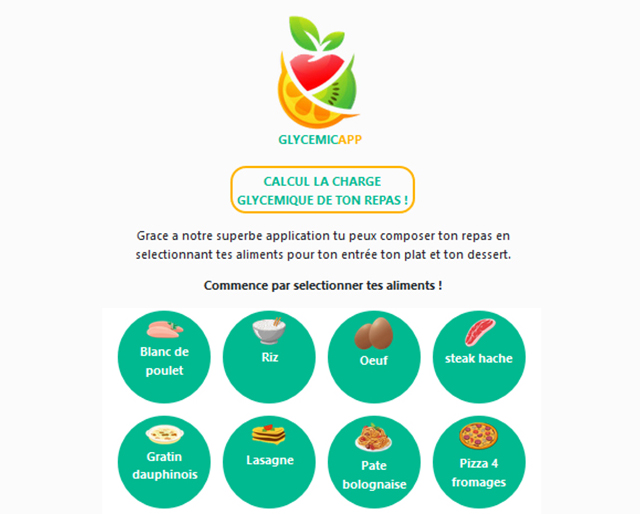 GLYCEMICAPP
CALCUL LA CHARGE
GLYCEMIQUE DE TON REPAS !
Grace a notre superbe application tu peux composer ton repas en
selectionnant tes aliments pour ton entrée ton plat et ton dessert.
Commence par selectionner tes aliments !
Blanc de
poulet
Riz
Oeuf
steak hache
Gratin
dauphinois
Lasagne
Pate
bolognaise
Pizza 4
fromages